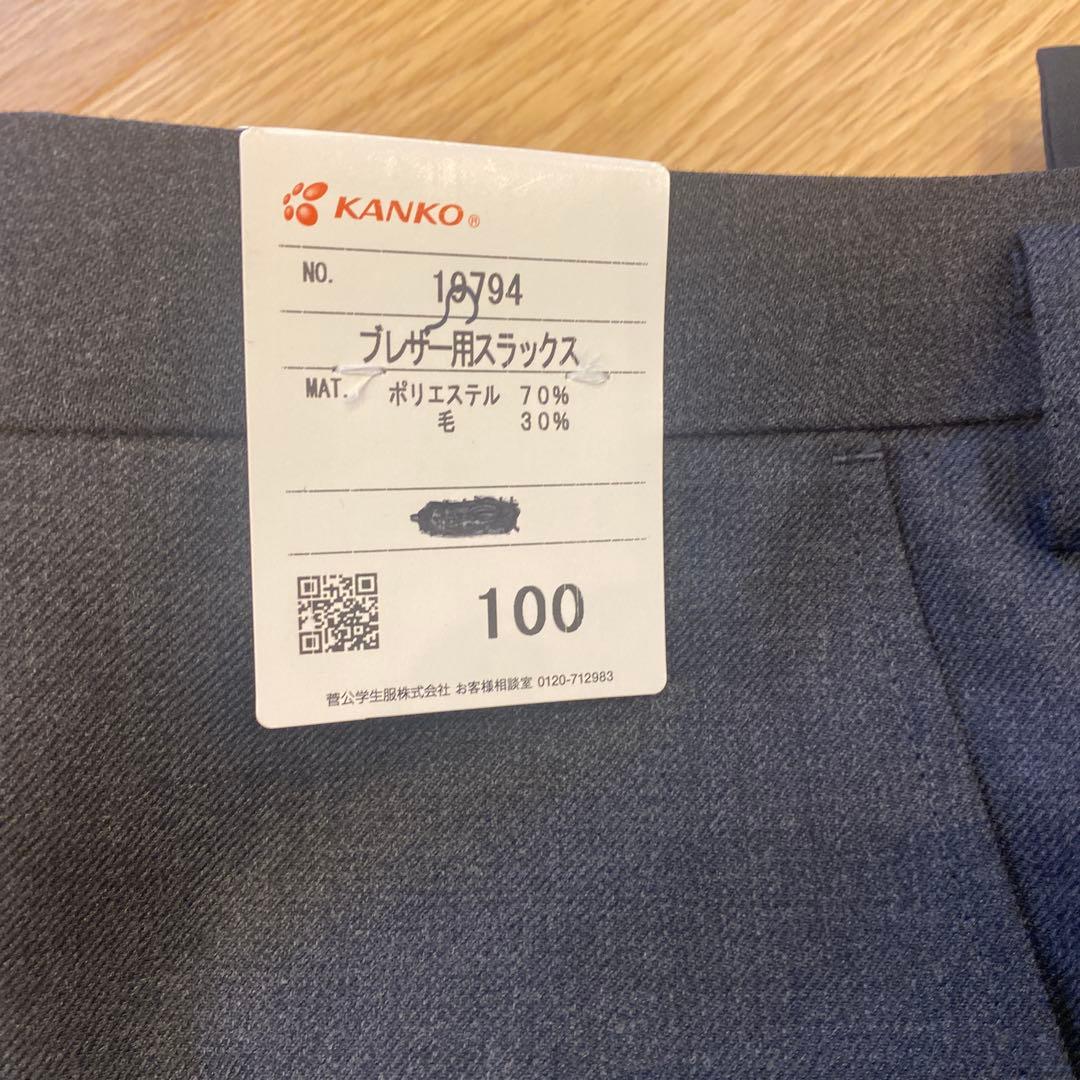 KANKO®
NO. 19794
ブレザー用スラックス
MAT. ポリエステル 70%
毛 30%
100
菅公学生服株式会社 お客様相談室 0120-712983